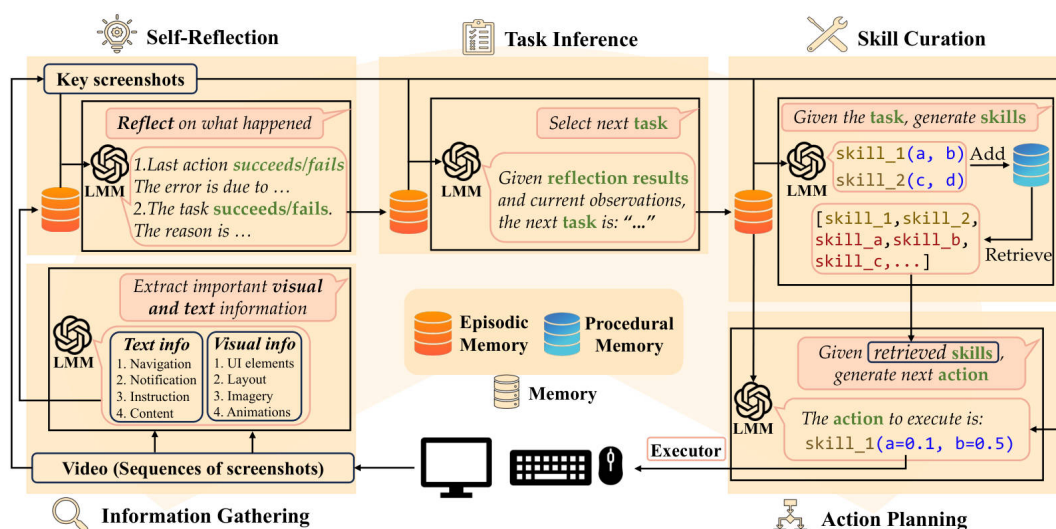 Self-Reflection
Task Inference
Skill Curation
Key screenshots
Reflect on what happened
LMM
1.Last action succeeds/fails
The error is due to …
2.The task succeeds/fails.
The reason is …
Select next task
LMM
Given reflection results
and current observations,
the next task is: “...”
Given the task, generate skills
LMM
skill_1(a, b)
skill_2(c, d)
Add
[skill_1,skill_2,
skill_a,skill_b,
skill_c,...]
Retrieve
Extract important visual
and text information
LMM
Text info
1. Navigation
2. Notification
3. Instruction
4. Content
Visual info
1. UI elements
2. Layout
3. Imagery
4. Animations
Episodic
Memory
Procedural
Memory
Memory
Given retrieved skills,
generate next action
LMM
The action to execute is:
skill_1(a=0.1, b=0.5)
Executor
Video (Sequences of screenshots)
Information Gathering
Action Planning